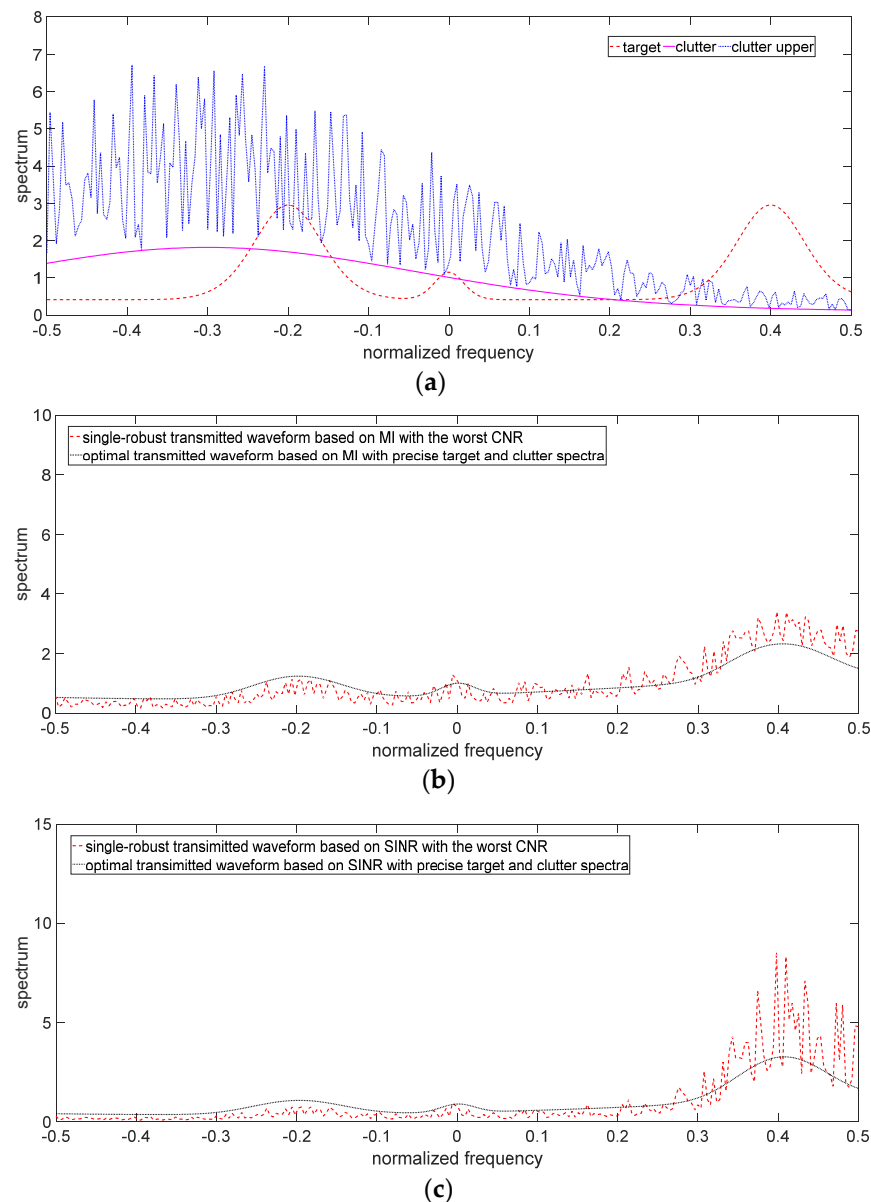 8
7
6
5
4
3
2
1
0
spectrum
target clutter clutter upper
-0.5 -0.4 -0.3 -0.2 -0.1 0 0.1 0.2 0.3 0.4 0.5
normalized frequency
(a)
10
8
6
4
2
0
spectrum
single-robust transmitted waveform based on MI with the worst CNR
optimal transmitted waveform based on MI with precise target and clutter spectra
-0.5 -0.4 -0.3 -0.2 -0.1 0 0.1 0.2 0.3 0.4 0.5
normalized frequency
(b)
15
10
5
0
spectrum
single-robust transimitted waveform based on SINR with the worst CNR
optimal transimitted waveform based on SINR with precise target and clutter spectra
-0.5 -0.4 -0.3 -0.2 -0.1 0 0.1 0.2 0.3 0.4 0.5
normalized frequency
(c)